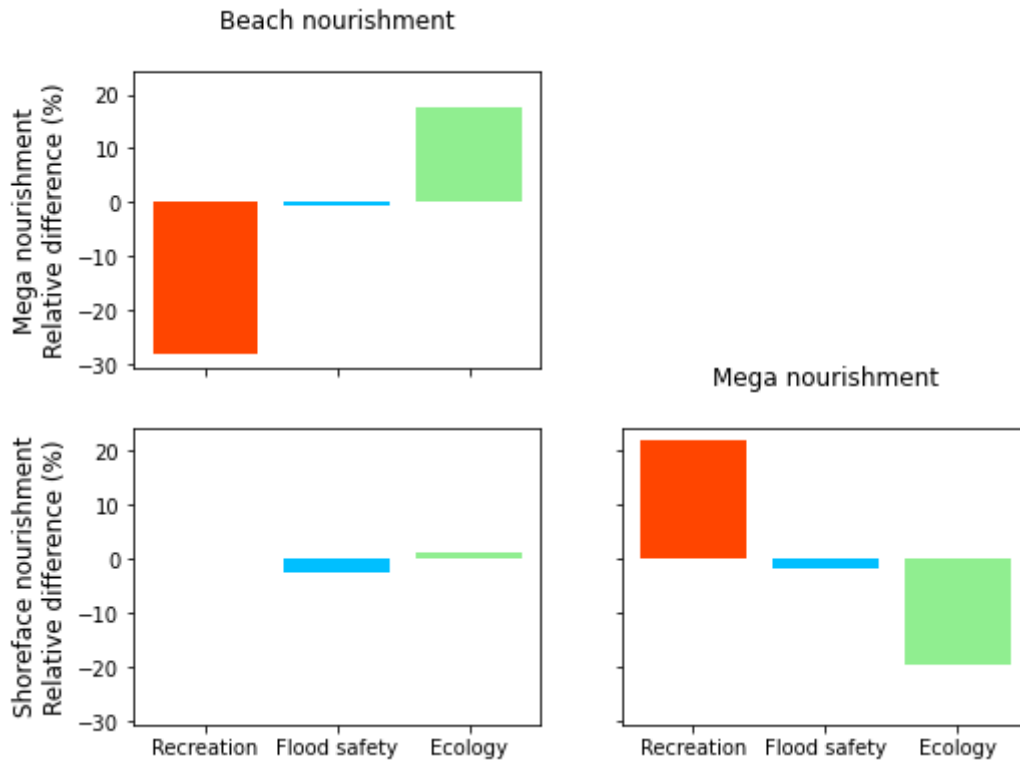 Beach nourishment
Mega nourishment
Relative difference (%)
20
10
0
−10
−20
−30
Mega nourishment
Shoreface nourishment
Relative difference (%)
20
10
0
−10
−20
−30
Recreation Flood safety Ecology
Recreation Flood safety Ecology